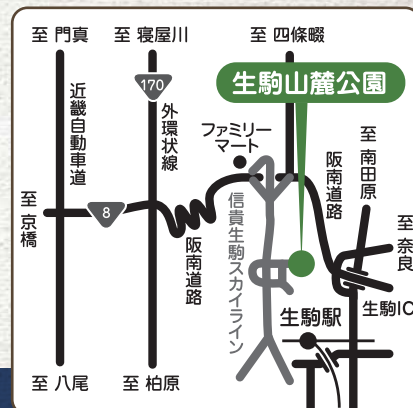 至 門真
至 寝屋川
至 四條畷
生駒山麓公園
170
近畿自動車道
外環状線
ファミリー
マート
至 南田原
阪南道路
至 京橋
8
信貴生駒スカイライン
至 奈良
阪南道路
生駒IC
生駒駅
至 八尾
至 柏原